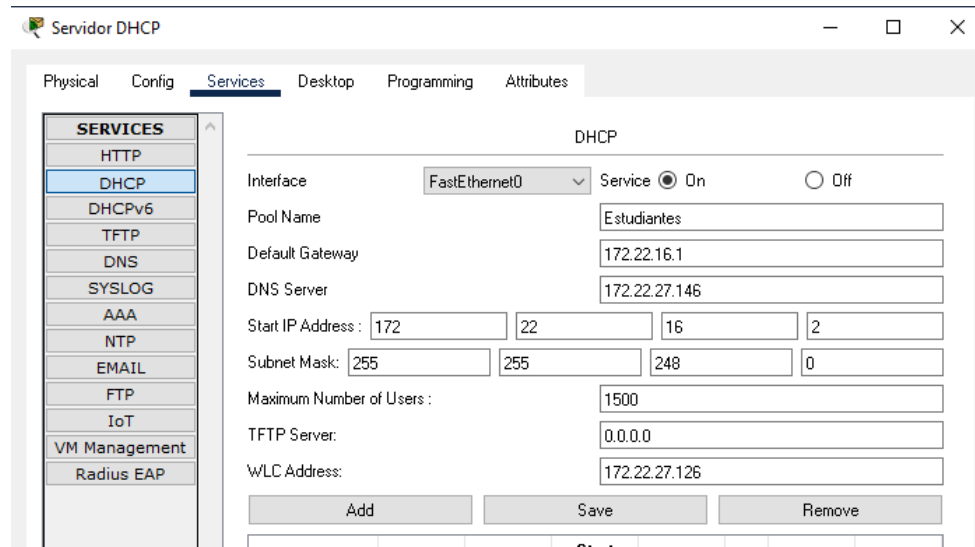 Servidor DHCP
Physical Config Services Desktop Programming Attributes
SERVICES
HTTP
DHCP
DHCPv6
TFTP
DNS
SYSLOG
AAA
NTP
EMAIL
FTP
IoT
VM Management
Radius EAP
DHCP
Interface FastEthernet0 Service On Off
Pool Name Estudiantes
Default Gateway 172.22.16.1
DNS Server 172.22.27.146
Start IP Address : 172 22 16 2
Subnet Mask: 255 255 248 0
Maximum Number of Users : 1500
TFTP Server: 0.0.0.0
WLC Address: 172.22.27.126
Add Save Remove